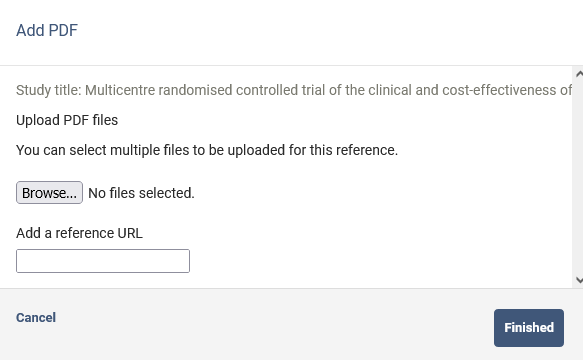 Add PDF
Study title: Multicentre randomised controlled trial of the clinical and cost-effectiveness of
Upload PDF files
You can select multiple files to be uploaded for this reference.
Browse... No files selected.
Add a reference URL
Cancel
Finished